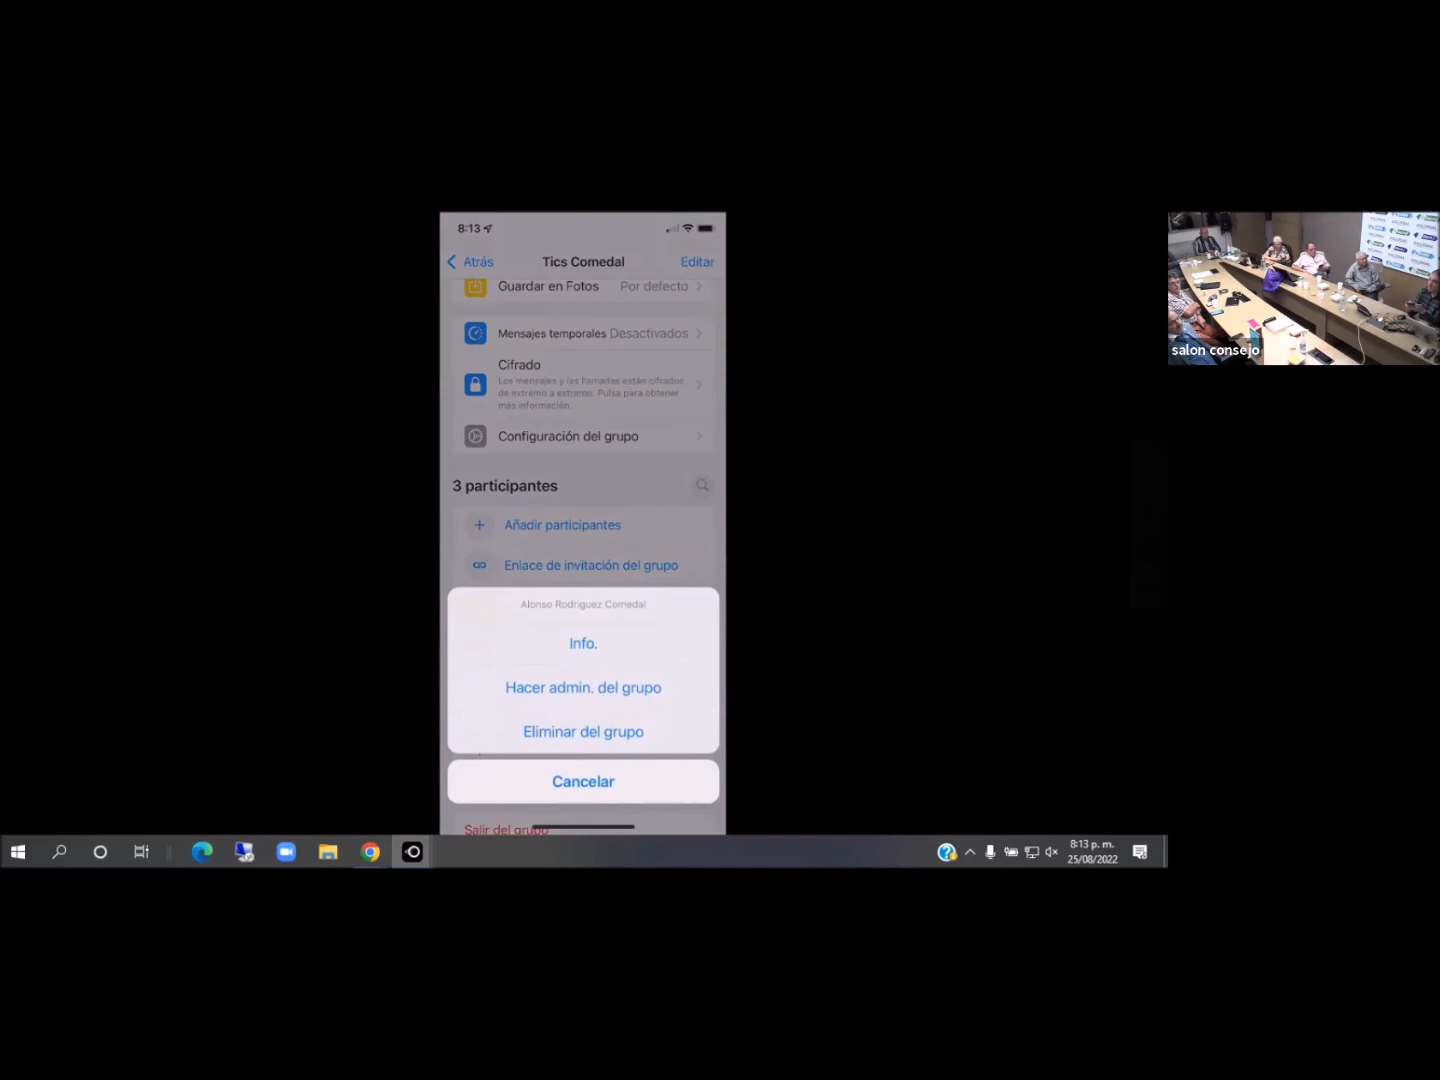 8:13
Atrás
Tics Comedal
Editar
Guardar en Fotos
Por defecto
Mensajes temporales
Desactivados
Cifrado
Los mensajes y las llamadas están cifrados
de extremo a extremo. Pulsa para obtener
más información.
Configuración del grupo
3 participantes
Añadir participantes
Enlace de invitación del grupo
Alonso Rodriguez Comedal
Info.
Hacer admin. del grupo
Eliminar del grupo
Cancelar
Salir del grupo
salon consejo
8:13 p. m.
25/08/2022